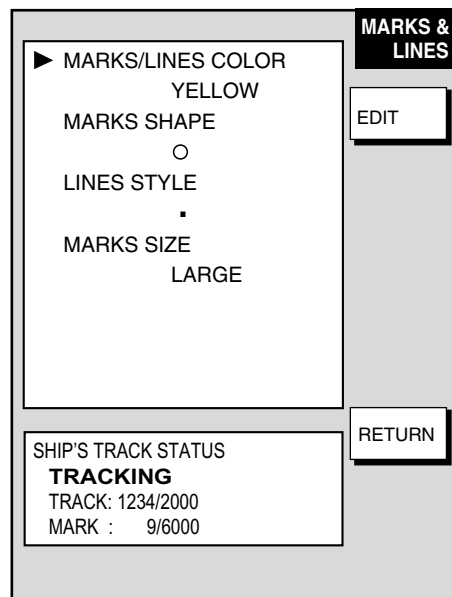 MARKS &
LINES
▶ MARKS/LINES COLOR
YELLOW
MARKS SHAPE
○
LINES STYLE
.
MARKS SIZE
LARGE
EDIT
RETURN
SHIP'S TRACK STATUS
TRACKING
TRACK: 1234/2000
MARK : 9/6000